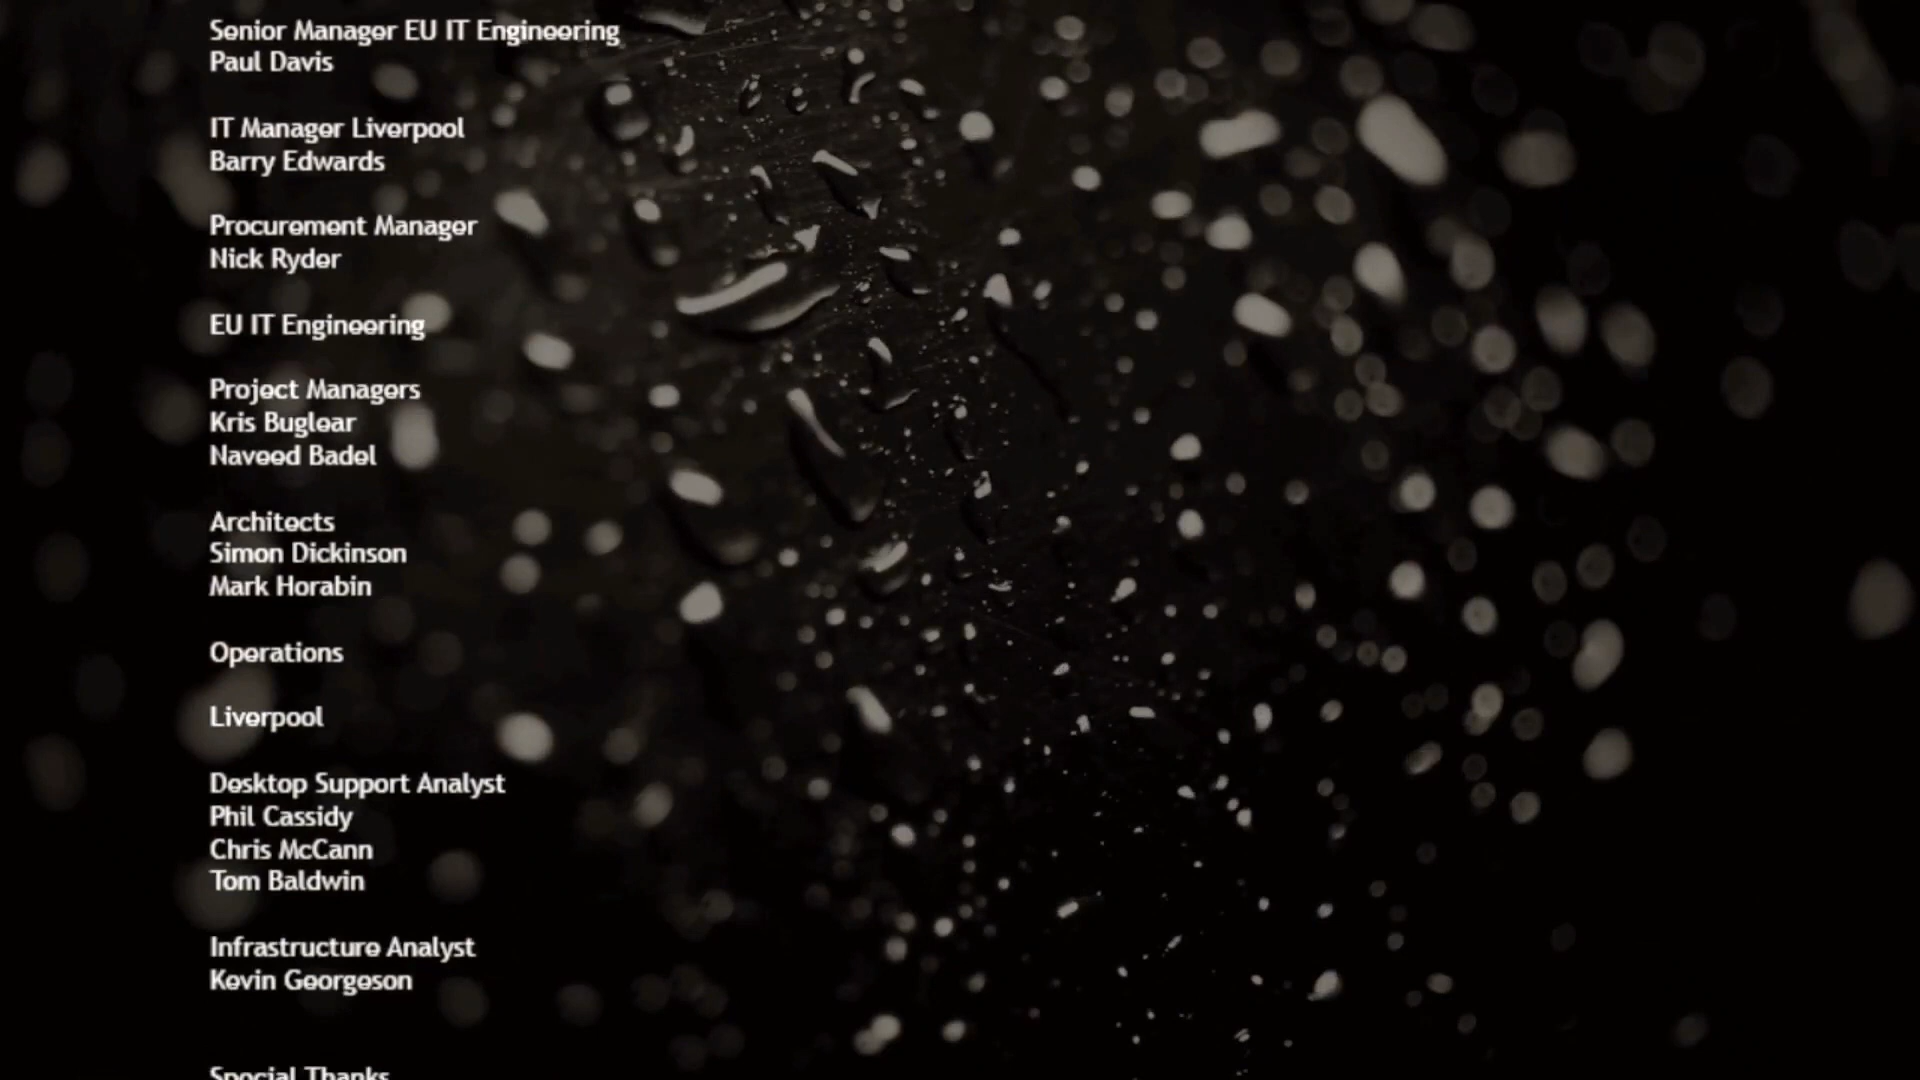 Senior Manager EU IT Engineering
Paul Davis
IT Manager Liverpool
Barry Edwards
Procurement Manager
Nick Ryder
EU IT Engineering
Project Managers
Kris Buglear
Naveed Badel
Architects
Simon Dickinson
Mark Horabin
Operations
Liverpool
Desktop Support Analyst
Phil Cassidy
Chris McCann
Tom Baldwin
Infrastructure Analyst
Kevin Georgeson
Special Thanks